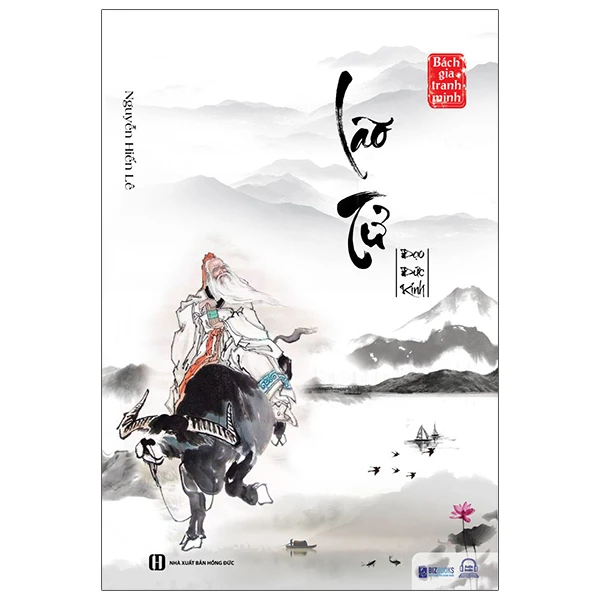 Bách
gia
tranh
minh
Nguyễn Hiến Lê
Lão
Tử
Đạo
Đức
Kinh
NHÀ XUẤT BẢN HỒNG ĐỨC
BIZBOOKS